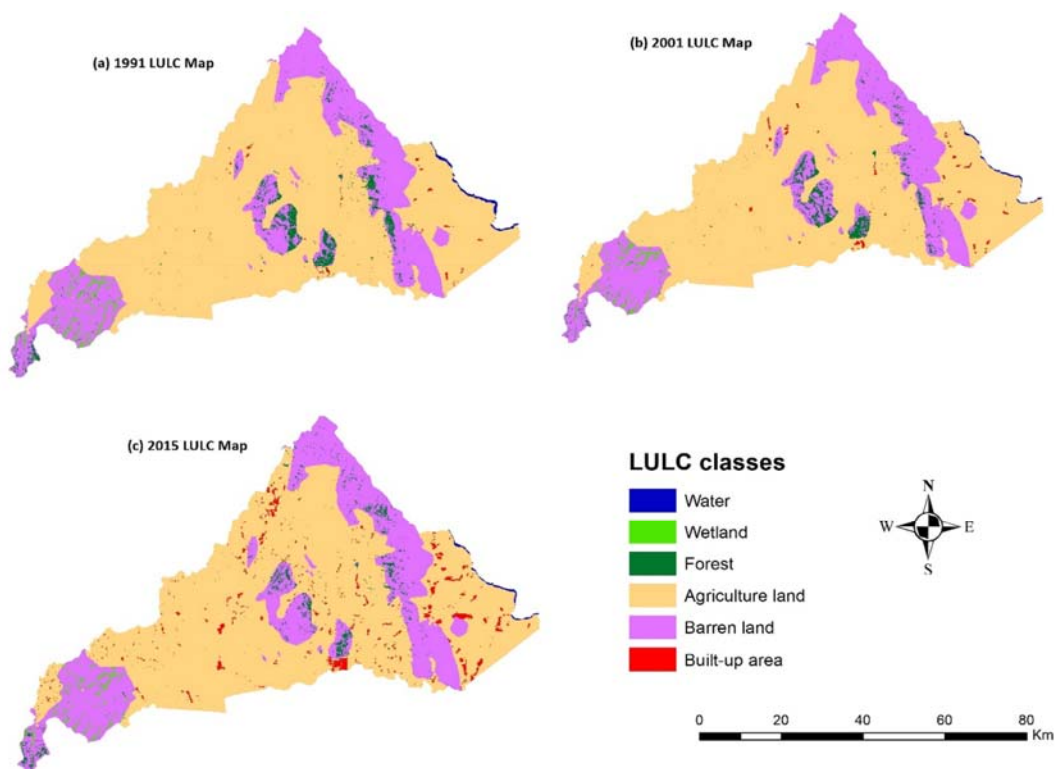 (a) 1991 LULC Map
(b) 2001 LULC Map
(c) 2015 LULC Map
LULC classes
Water
Wetland
Forest
Agriculture land
Barren land
Built-up area
N
W E
S
0 20 40 60 80
Km